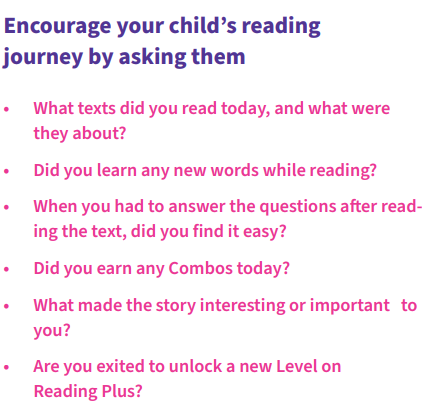 Encourage your child’s reading
journey by asking them
• What texts did you read today, and what were
they about?
• Did you learn any new words while reading?
• When you had to answer the questions after read-
ing the text, did you find it easy?
• Did you earn any Combos today?
• What made the story interesting or important to
you?
• Are you exited to unlock a new Level on
Reading Plus?